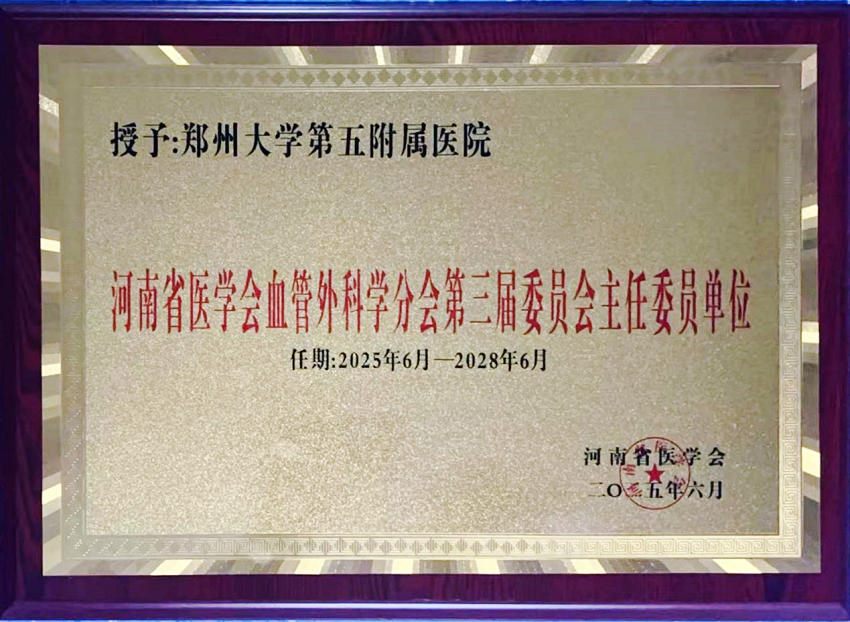 授予:郑州大学第五附属医院
河南省医学会血管外科学分会第三届委员会主任委员单位
任期:2025年6月—2028年6月
河南省医学会
二〇二五年六月